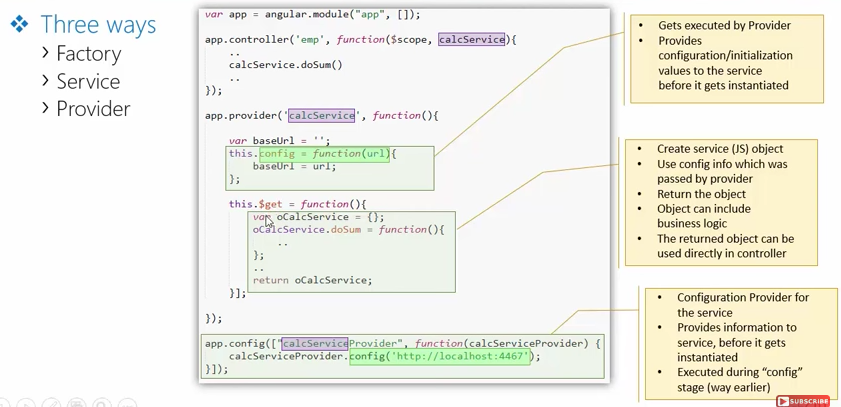 Three ways
Factory
Service
Provider
var app = angular.module("app", []);
app.controller('emp', function($scope, calcService){
..
calcService.doSum()
..
});
app.provider('calcService', function(){
var baseUrl = '';
this.config = function(url){
baseUrl = url;
};
this.$get = function(){
var oCalcService = {};
oCalcService.doSum = function(){
..
};
..
return oCalcService;
}];
});
app.config(["calcServiceProvider", function(calcServiceProvider) {
calcServiceProvider.config('http://localhost:4467');
}]);
Gets executed by Provider
Provides
configuration/initialization
values to the service
before it gets instantiated
Create service (JS) object
Use config info which was
passed by provider
Return the object
Object can include
business logic
The returned object can be
used directly in controller
Configuration Provider for
the service
Provides information to
service, before it gets
instantiated
Executed during “config”
stage (way earlier)
SUBSCRIBE